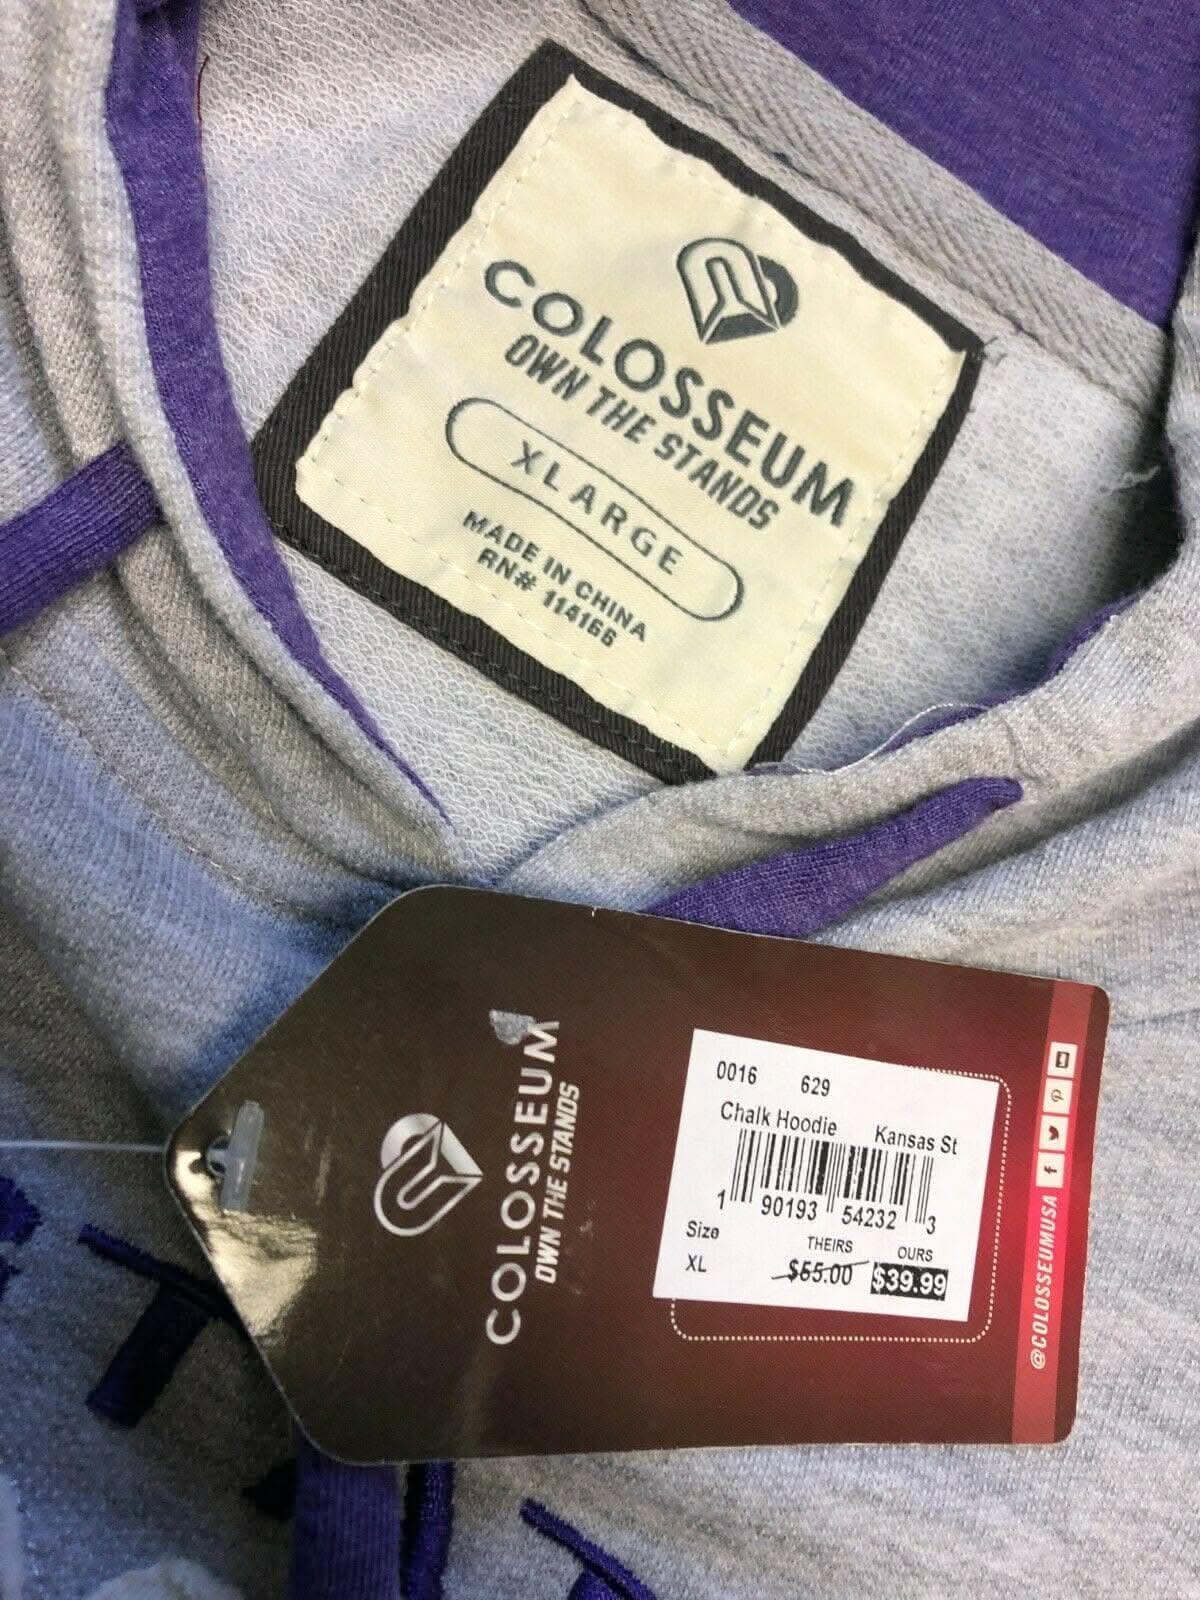 COLOSSEUM
OWN THE STANDS
XLARGE
MADE IN CHINA
RN# 114166
COLOSSEUM
OWN THE STANDS
0016 629
Chalk Hoodie Kansas St
1 90193 54232 3
Size THEIRS OURS
XL $55.00 $39.99
@COLOSSEUMUSA